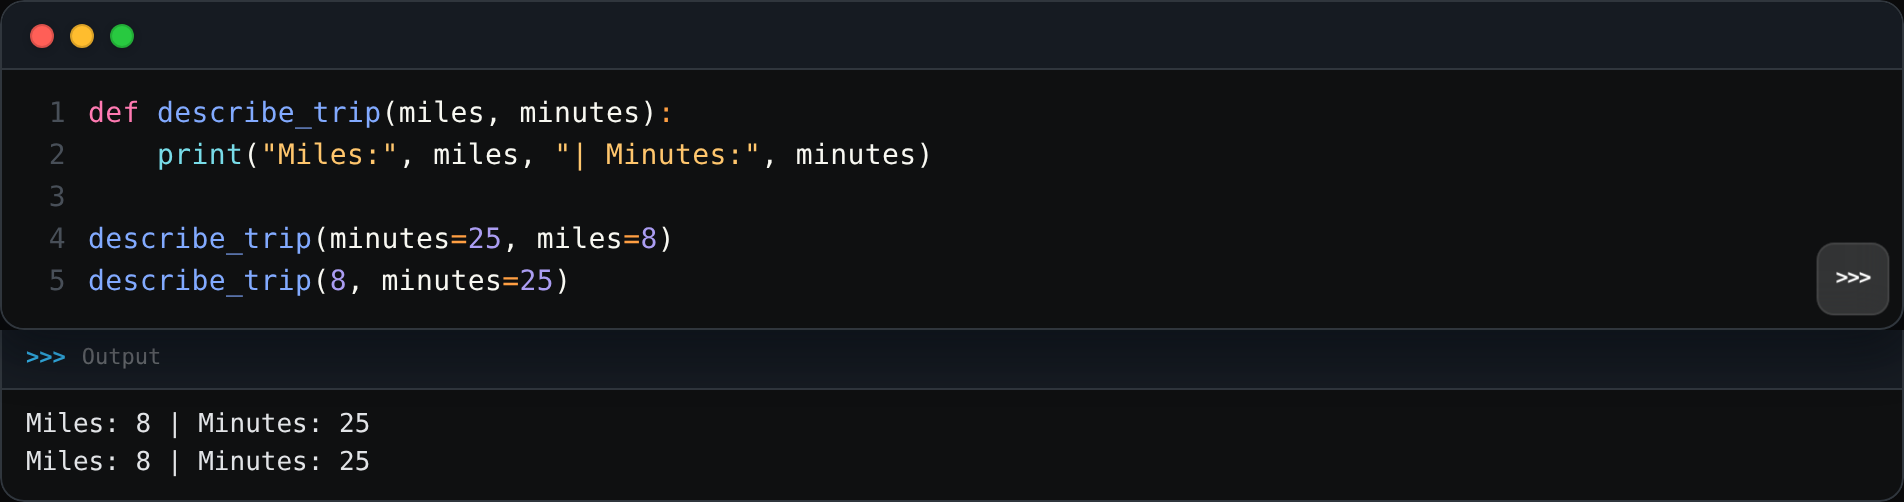 1 def describe_trip(miles, minutes):
2     print("Miles:", miles, "| Minutes:", minutes)
3
4 describe_trip(minutes=25, miles=8)
5 describe_trip(8, minutes=25)
>>>
>>> Output
Miles: 8 | Minutes: 25
Miles: 8 | Minutes: 25